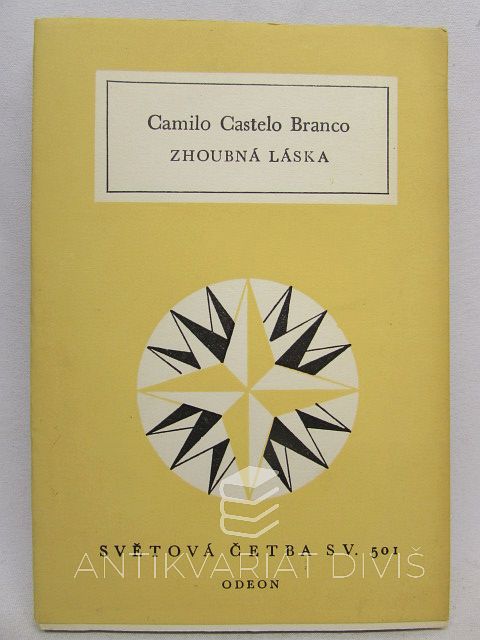 Camilo Castelo Branco
ZHOUBNÁ LÁSKA
SVĚTOVÁ ČETBA SV. 501
ANTIKVARIÁT DIVIŠ
ODEON